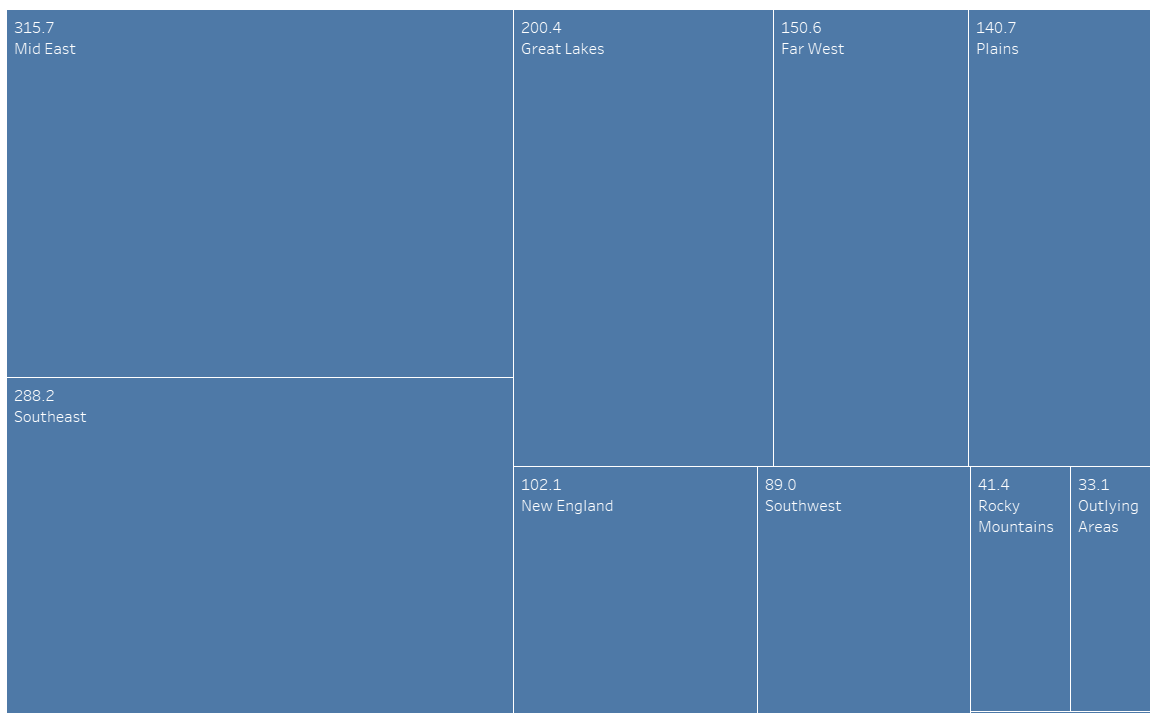 315.7
Mid East
288.2
Southeast
200.4
Great Lakes
150.6
Far West
140.7
Plains
102.1
New England
89.0
Southwest
41.4
Rocky
Mountains
33.1
Outlying
Areas